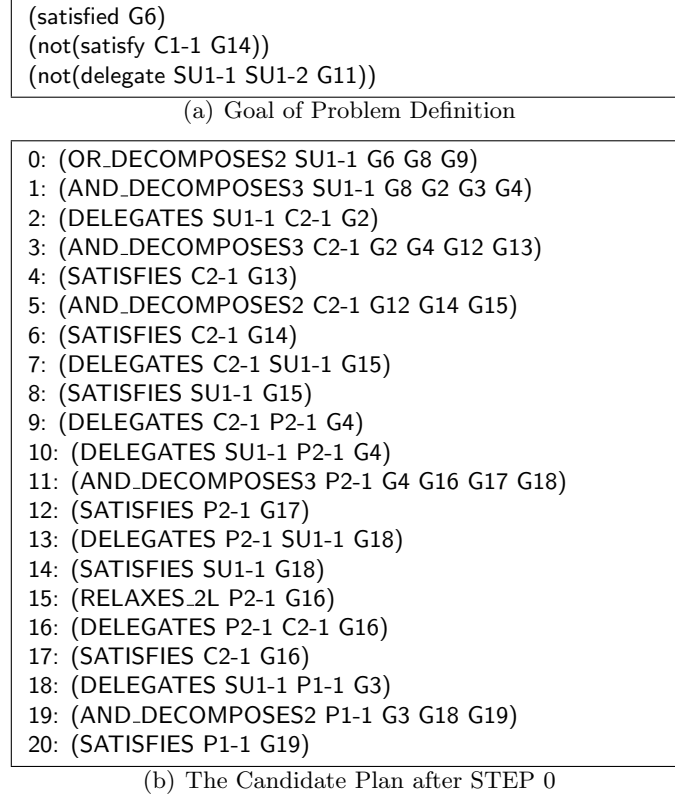 (satisfied G6)
(not(satisfy C1-1 G14))
(not(delegate SU1-1 SU1-2 G11))
(a) Goal of Problem Definition
0: (OR_DECOMPOSES2 SU1-1 G6 G8 G9)
1: (AND_DECOMPOSES3 SU1-1 G8 G2 G3 G4)
2: (DELEGATES SU1-1 C2-1 G2)
3: (AND_DECOMPOSES3 C2-1 G2 G4 G12 G13)
4: (SATISFIES C2-1 G13)
5: (AND_DECOMPOSES2 C2-1 G12 G14 G15)
6: (SATISFIES C2-1 G14)
7: (DELEGATES C2-1 SU1-1 G15)
8: (SATISFIES SU1-1 G15)
9: (DELEGATES C2-1 P2-1 G4)
10: (DELEGATES SU1-1 P2-1 G4)
11: (AND_DECOMPOSES3 P2-1 G4 G16 G17 G18)
12: (SATISFIES P2-1 G17)
13: (DELEGATES P2-1 SU1-1 G18)
14: (SATISFIES SU1-1 G18)
15: (RELAXES_2L P2-1 G16)
16: (DELEGATES P2-1 C2-1 G16)
17: (SATISFIES C2-1 G16)
18: (DELEGATES SU1-1 P1-1 G3)
19: (AND_DECOMPOSES2 P1-1 G3 G18 G19)
20: (SATISFIES P1-1 G19)
(b) The Candidate Plan after STEP 0